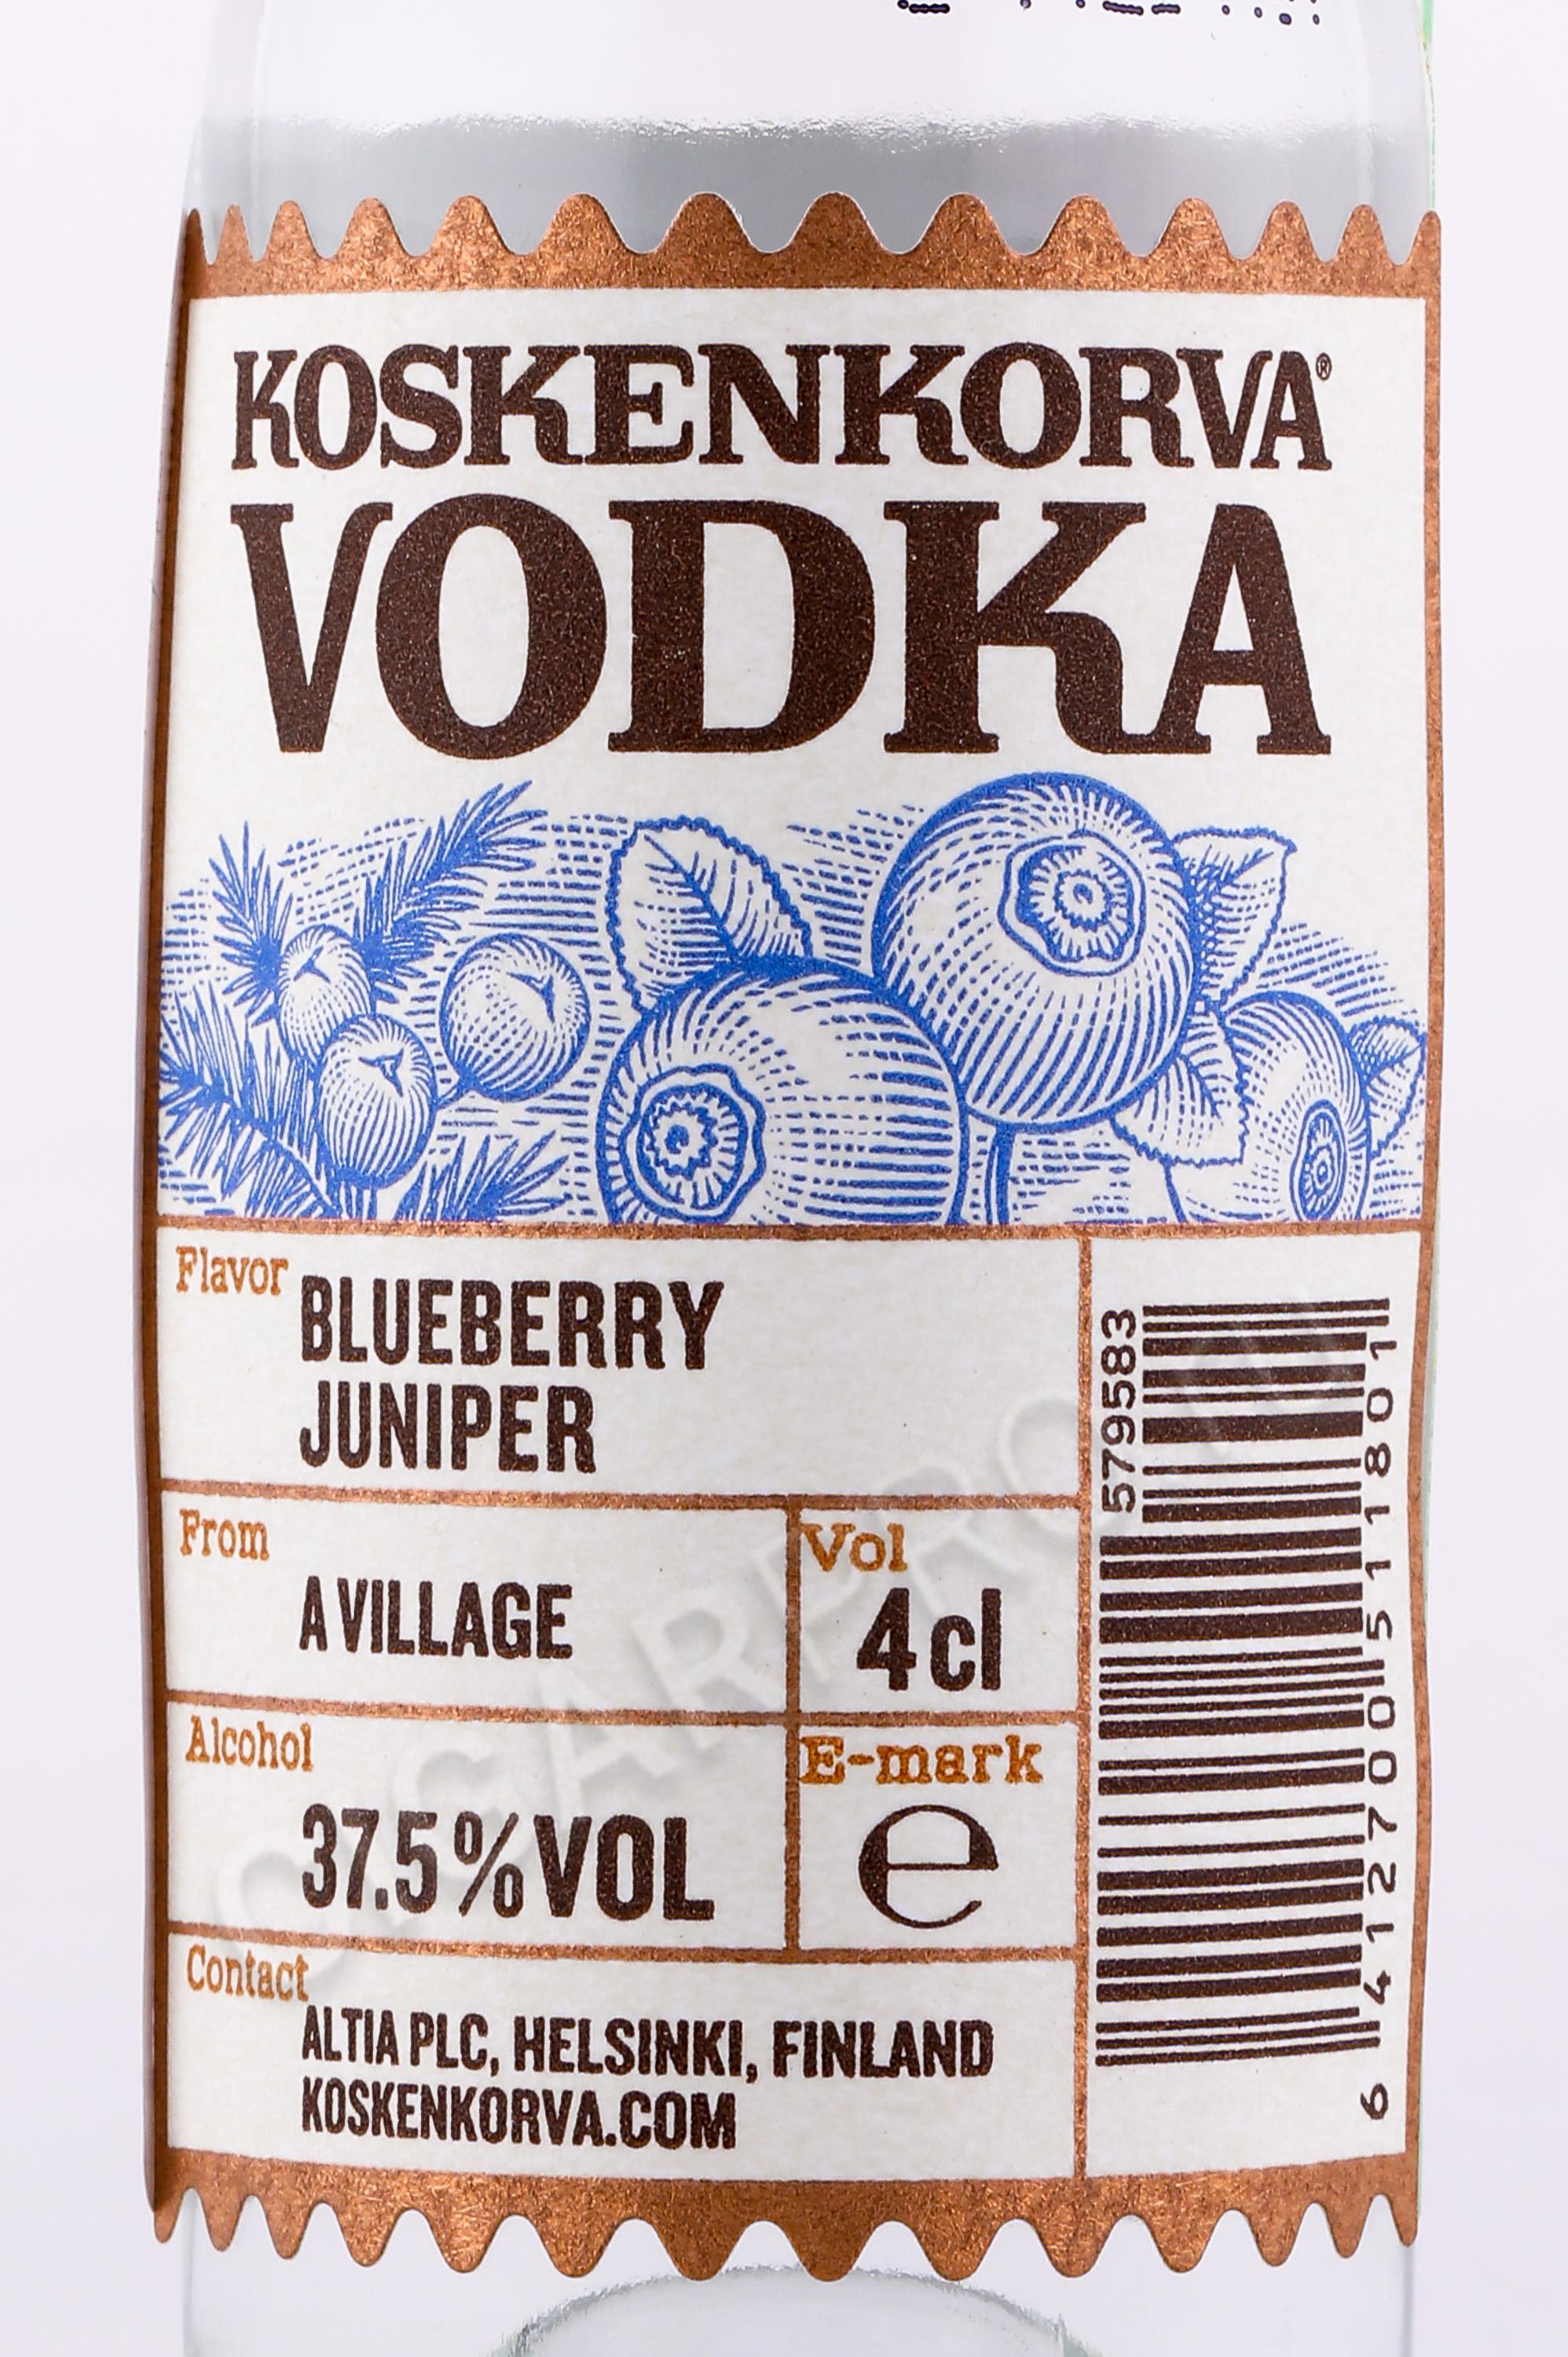 KOSKENKORVA®
VODKA
Flavor
BLUEBERRY
JUNIPER
From
A VILLAGE
Vol
4 cl
Alcohol
37.5% VOL
E-mark
e
Contact
ALTIA PLC, HELSINKI, FINLAND
KOSKENKORVA.COM
579583
6 412700 511801
CIGARPRO